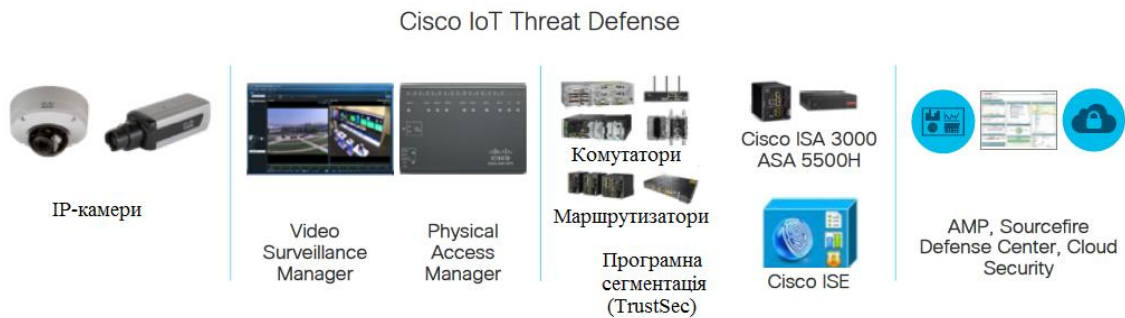 Cisco IoT Threat Defense
IP-камери
Video
Surveillance
Manager
Physical
Access
Manager
Комутатори
Маршрутизатори
Програмна
сегментація
(TrustSec)
Cisco ISA 3000
ASA 5500H
Cisco ISE
AMP, Sourcefire
Defense Center, Cloud
Security